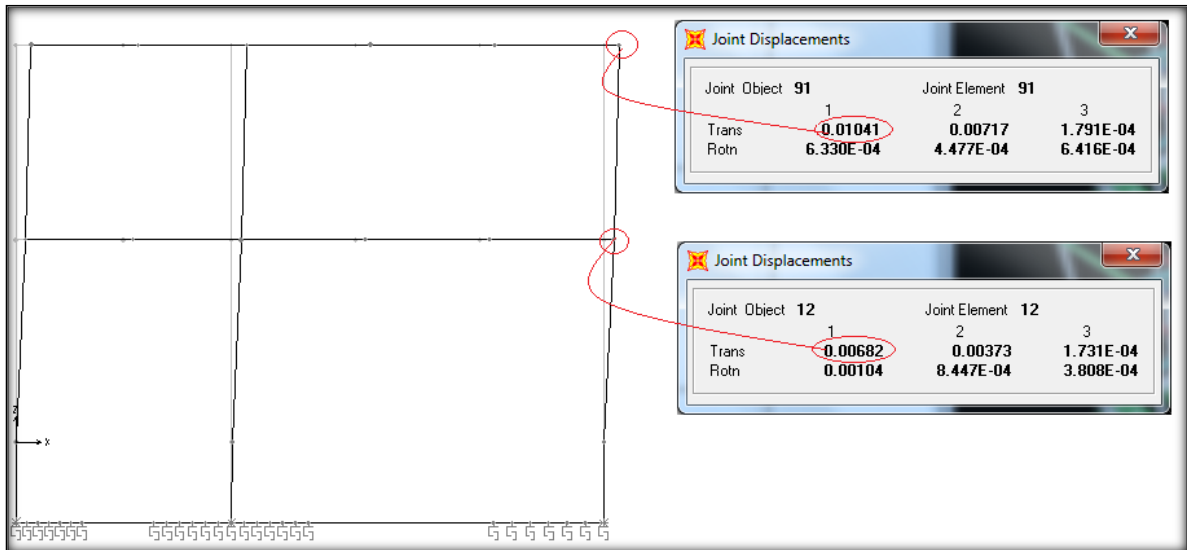 Joint Displacements
Joint Object 91 Joint Element 91
1 2 3
Trans 0.01041 0.00717 1.791E-04
Rotn 6.330E-04 4.477E-04 6.416E-04
Joint Displacements
Joint Object 12 Joint Element 12
1 2 3
Trans 0.00682 0.00373 1.731E-04
Rotn 0.00104 8.447E-04 3.808E-04
Z
X